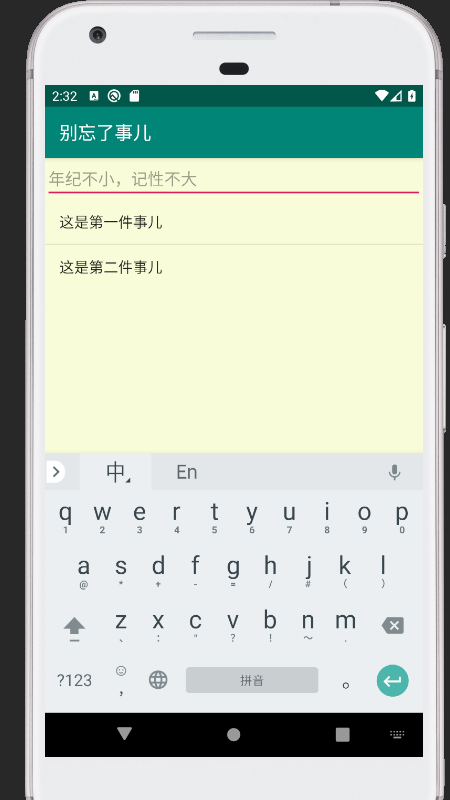 2:32
别忘了事儿
年纪不小，记性不大
这是第一件事儿
这是第二件事儿
中 En
q w e r t y u i o p
1 2 3 4 5 6 7 8 9 0
a s d f g h j k l
@ * + - = / # （ ）
z x c v b n m
、 ： " ? ! ～ .
?123 , 拼音 。